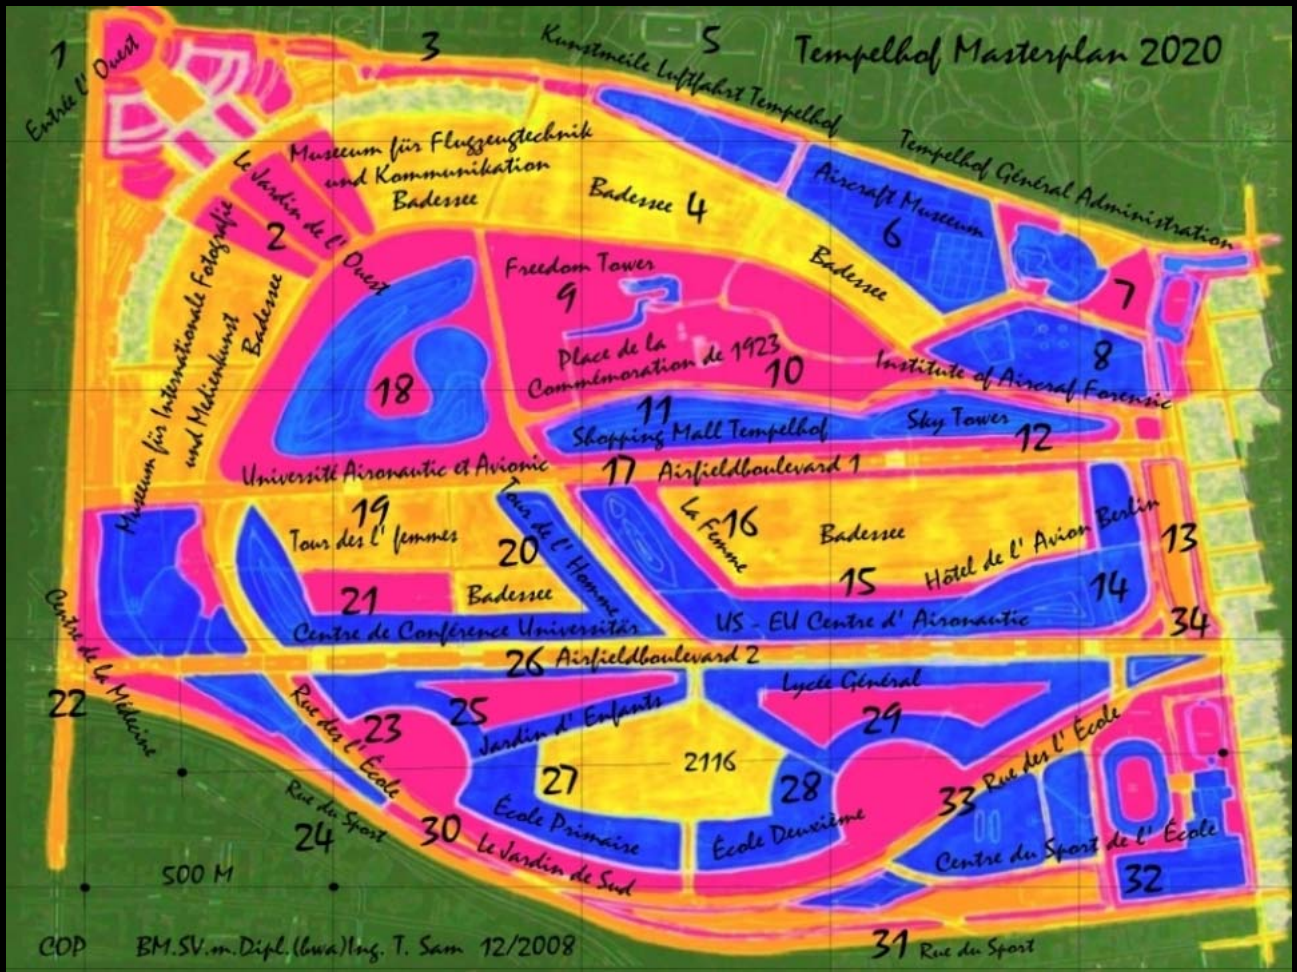 Tempelhof Masterplan 2020
1
Entrée l' Ouest
3
5
Kunstmeile Luftfahrt Tempelhof
Tempelhof Général Administration
Museeum für Flugzeugtechnik
und Kommunikation
Badessee
Le Jardin de l' Ouest
2
Badessee 4
Badessee
Aircraft Museeum
6
7
Museeum für Internationale Fotografie
und Medienkunst
Badessee
Freedom Tower
9
Place de la
Commémoration de 1923
10
Institute of Aircraf Forensic
8
18
11
Shopping Mall Tempelhof
Sky Tower
12
Université Aironautic et Avionic
17 Airfieldboulevard 1
19
Tour des l' femmes
20
Tour de l' Homme
La Femme
16
Badessee
13
21
Badessee
15
Hôtel de l' Avion Berlin
14
Centre de Conférence Universitär
US - EU Centre d' Aironautic
34
26 Airfieldboulevard 2
Centre de la Médecine
22
Rue des l' École
23
25
Jardin d' Enfants
Lycée Général
29
27
2116
28
33 Rue des l' École
École Primaire
École Deuxième
Rue du Sport
24
30
Le Jardin de Sud
Centre du Sport de l' École
32
500 M
COP BM.SV.m.Dipl.(bwa)Ing. T. Sam 12/2008
31 Rue du Sport